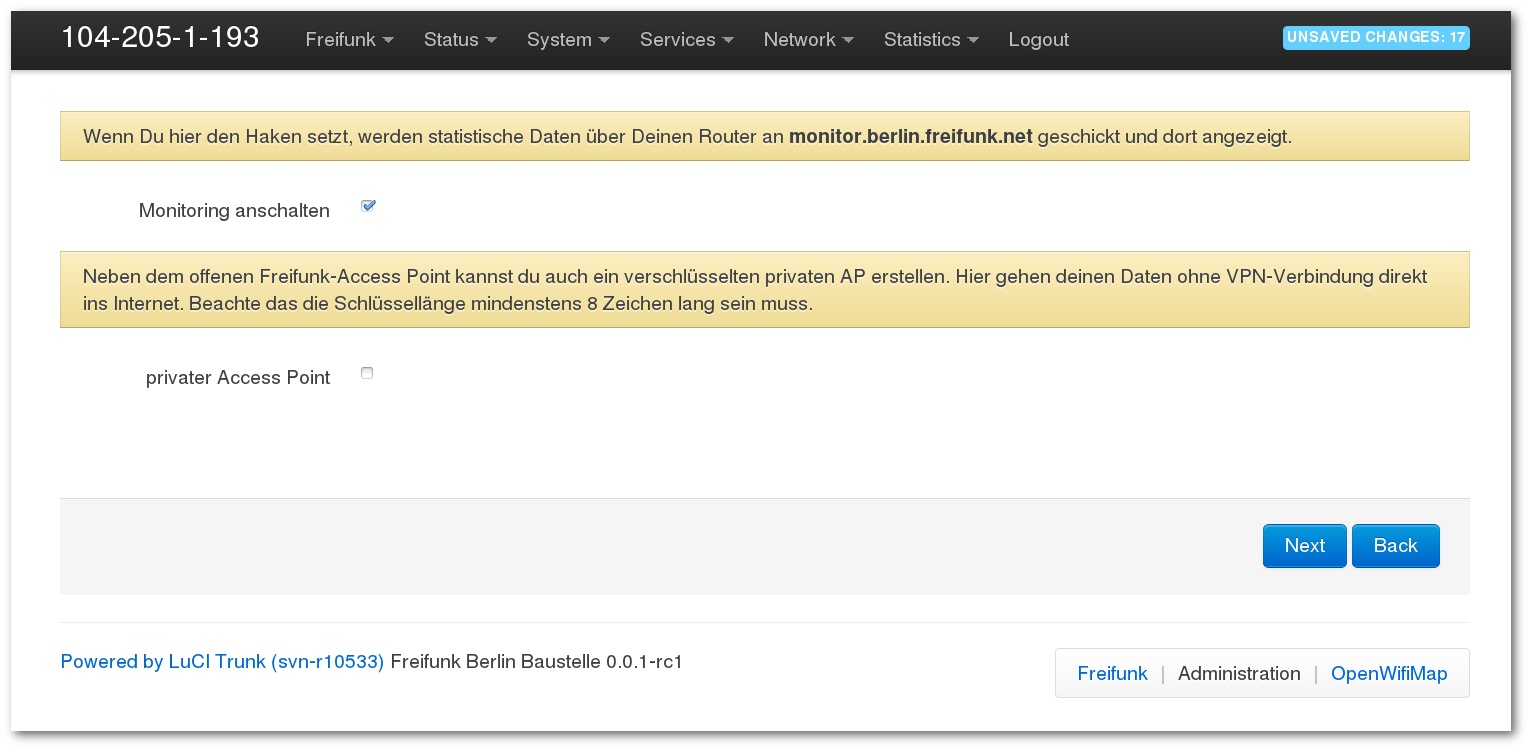 104-205-1-193 Freifunk Status System Services Network Statistics Logout UNSAVED CHANGES: 17
Wenn Du hier den Haken setzt, werden statistische Daten über Deinen Router an monitor.berlin.freifunk.net geschickt und dort angezeigt.
Monitoring anschalten
Neben dem offenen Freifunk-Access Point kannst du auch ein verschlüsselten privaten AP erstellen. Hier gehen deinen Daten ohne VPN-Verbindung direkt
ins Internet. Beachte das die Schlüssellänge mindenstens 8 Zeichen lang sein muss.
privater Access Point
Next Back
Powered by LuCI Trunk (svn-r10533) Freifunk Berlin Baustelle 0.0.1-rc1
Freifunk | Administration | OpenWifiMap